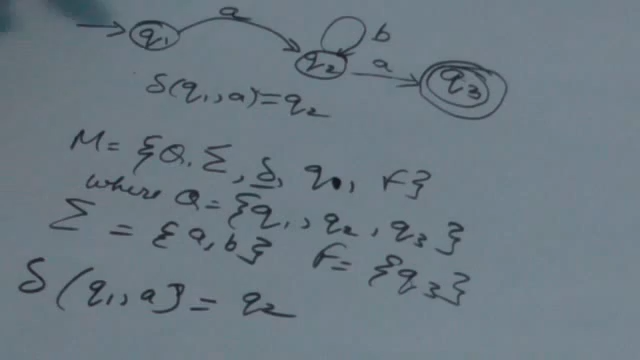 q1 a q2 b a q3
δ(q1, a) = q2
M = {Q, Σ, δ, q0, F}
where Q = {q1, q2, q3}
Σ = {a, b} F = {q3}
δ(q1, a) = q2